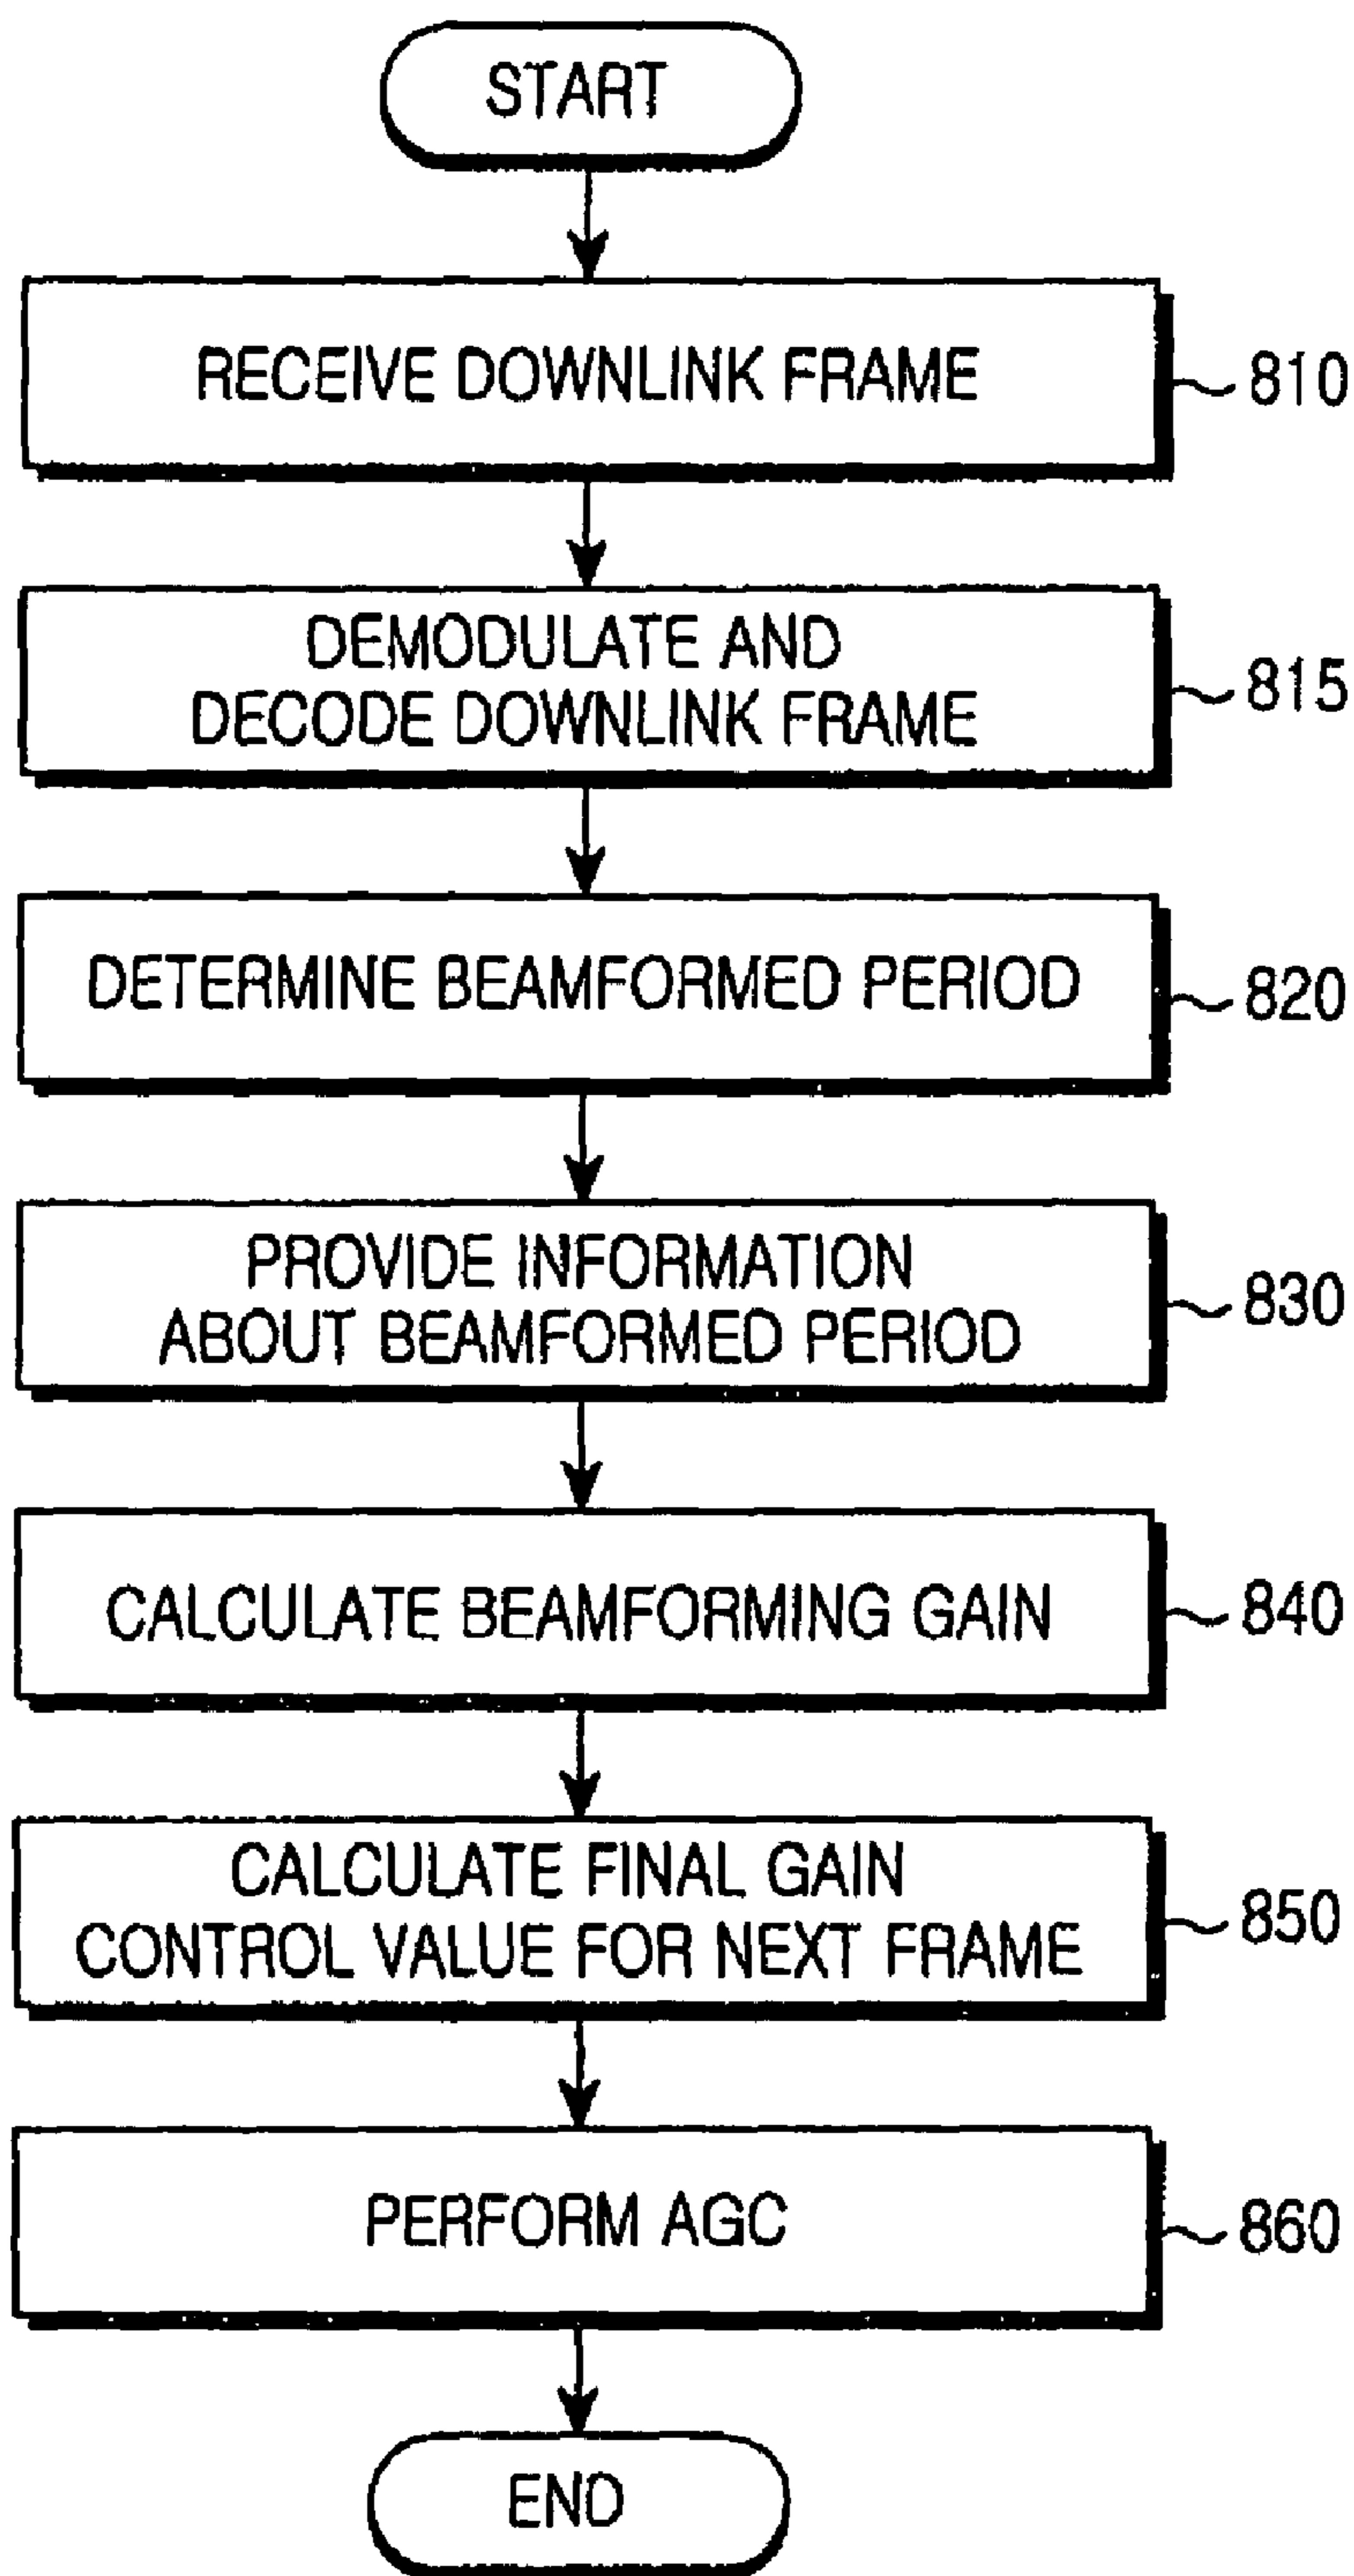 START
RECEIVE DOWNLINK FRAME
810
DEMODULATE AND
DECODE DOWNLINK FRAME
815
DETERMINE BEAMFORMED PERIOD
820
PROVIDE INFORMATION
ABOUT BEAMFORMED PERIOD
830
CALCULATE BEAMFORMING GAIN
840
CALCULATE FINAL GAIN
CONTROL VALUE FOR NEXT FRAME
850
PERFORM AGC
860
END